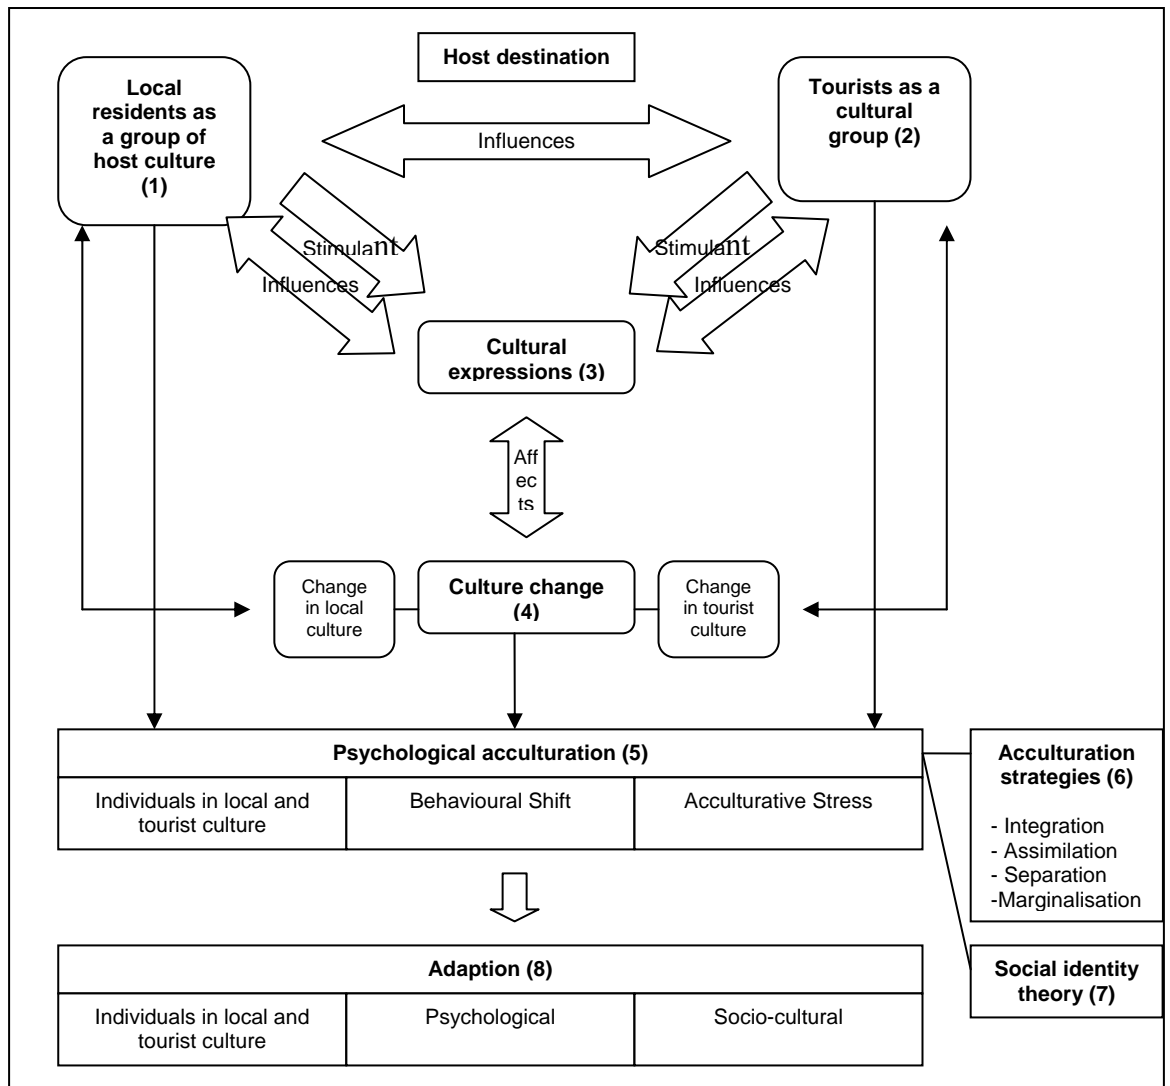 Host destination
Local
residents as
a group of
host culture
(1)
Tourists as a
cultural
group (2)
Influences
Stimulant
Influences
Stimulant
Influences
Cultural
expressions (3)
Aff
ec
ts
Change
in local
culture
Culture change
(4)
Change
in tourist
culture
Psychological acculturation (5)
Individuals in local and
tourist culture
Behavioural Shift
Acculturative Stress
Acculturation
strategies (6)
- Integration
- Assimilation
- Separation
-Marginalisation
Adaption (8)
Individuals in local and
tourist culture
Psychological
Socio-cultural
Social identity
theory (7)